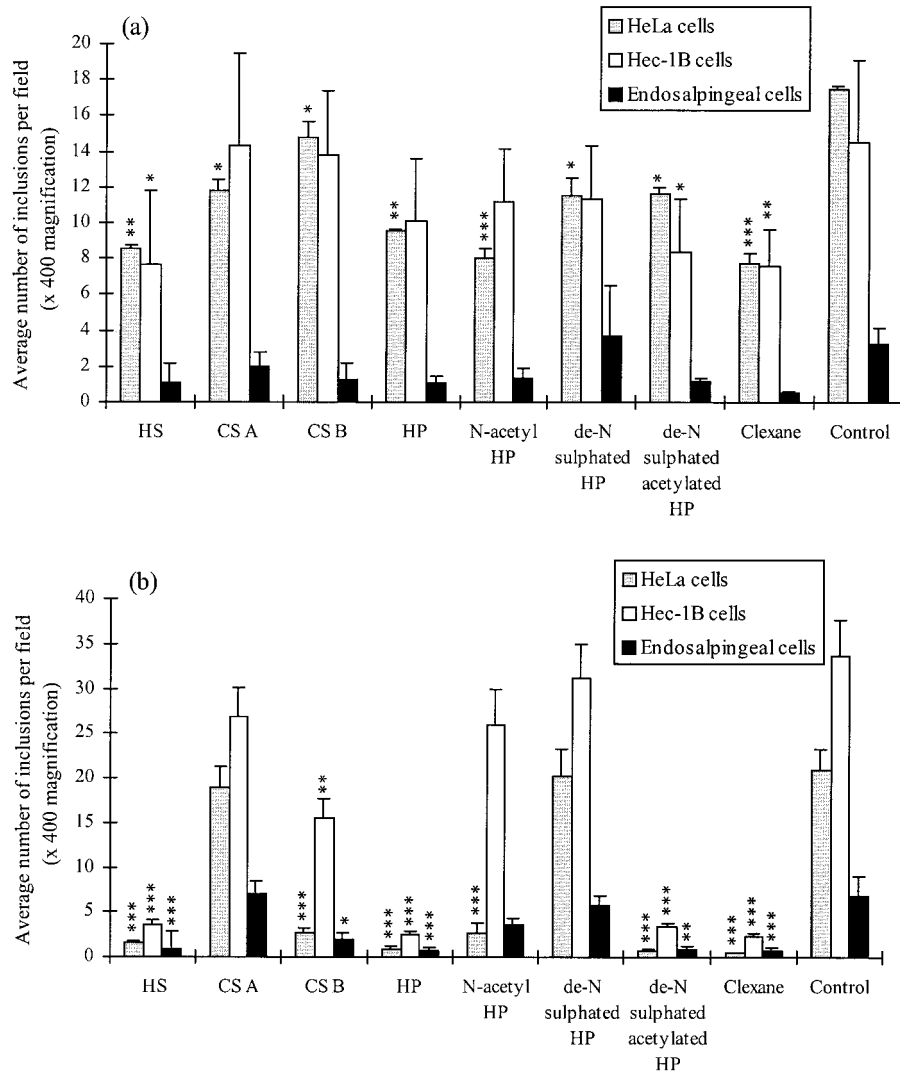 (a)
HeLa cells
Hec-1B cells
Endosalpingeal cells
Average number of inclusions per field
(x 400 magnification)
20
18
16
14
12
10
8
6
4
2
0
** * * * ** *** * * * *** **
HS CS A CS B HP N-acetyl HP de-N sulphated HP de-N sulphated acetylated HP Clexane Control
(b)
HeLa cells
Hec-1B cells
Endosalpingeal cells
Average number of inclusions per field
(x 400 magnification)
40
35
30
25
20
15
10
5
0
*** *** *** *** ** * *** *** *** *** *** *** ** *** *** ***
HS CS A CS B HP N-acetyl HP de-N sulphated HP de-N sulphated acetylated HP Clexane Control